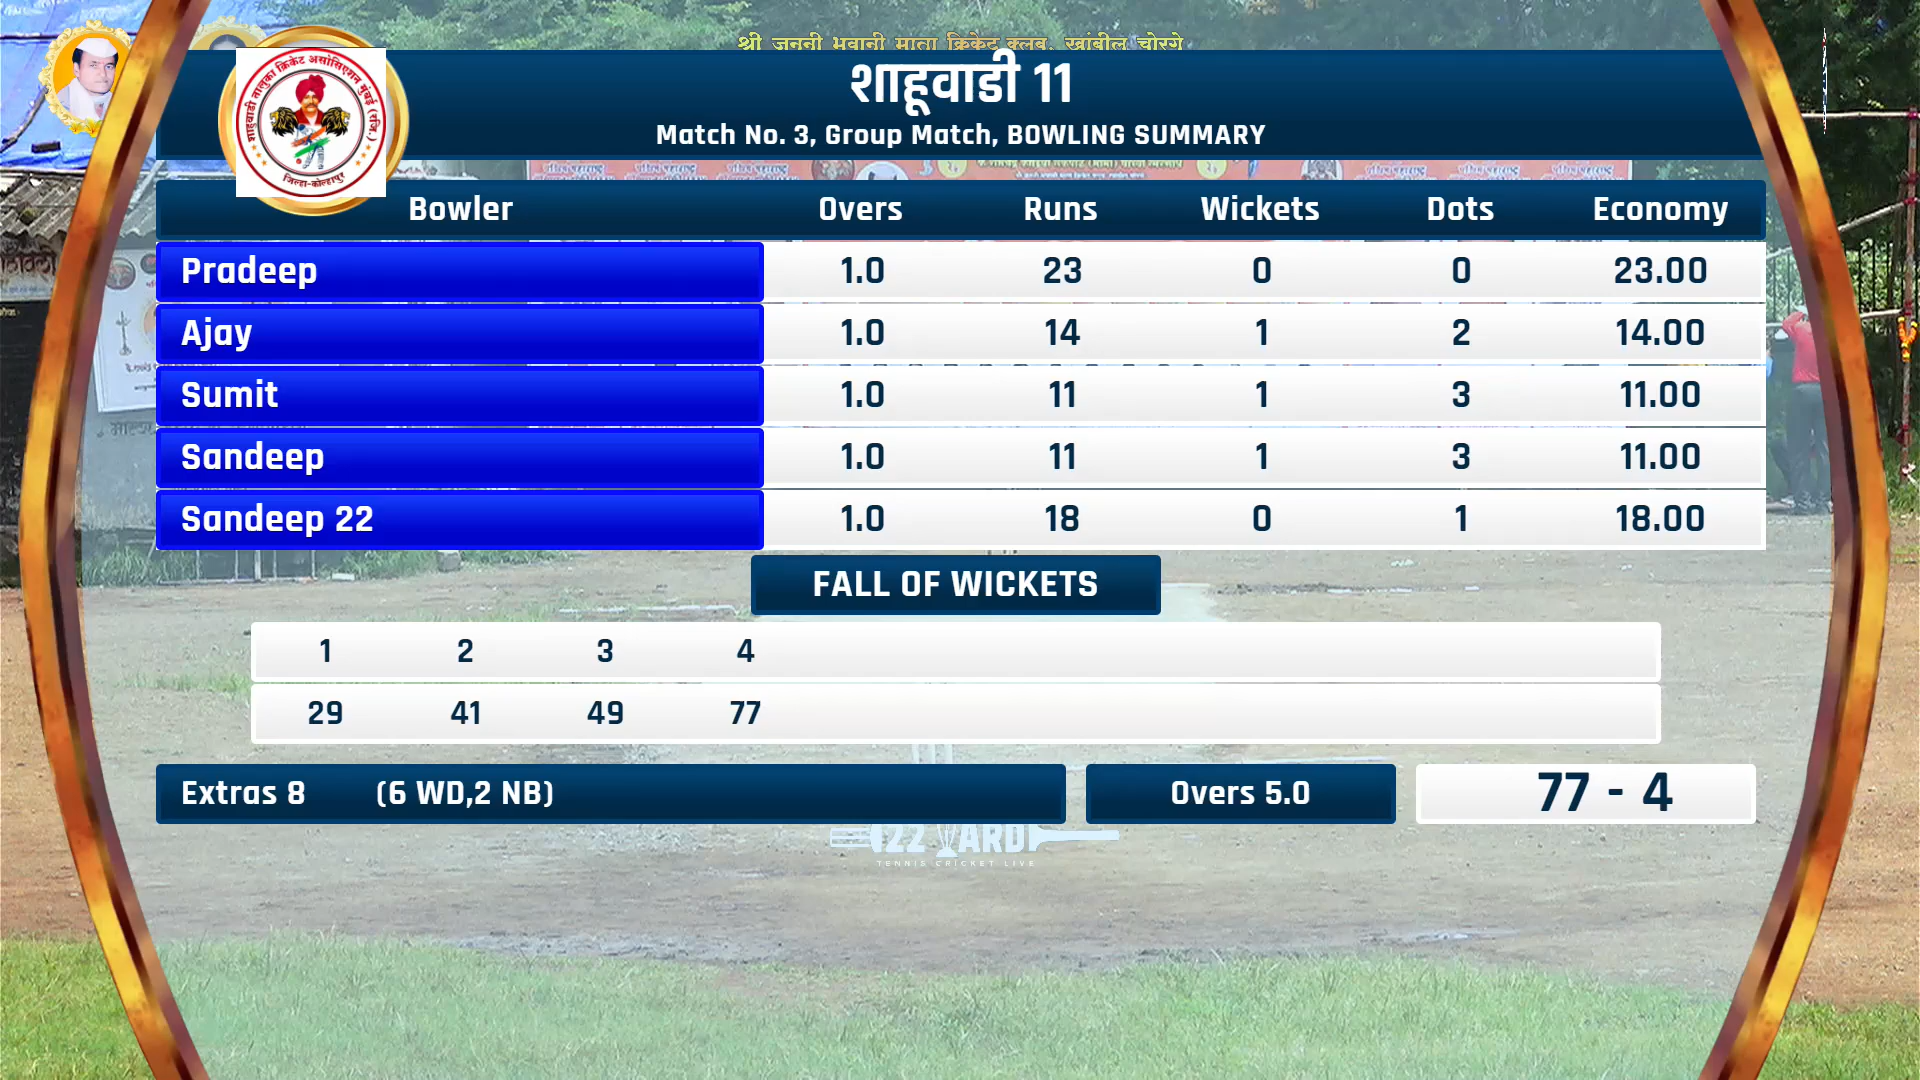 श्री जननी भवानी माता क्रिकेट क्लब, खांबील चोरगे
शाहूवाडी 11
Match No. 3, Group Match, BOWLING SUMMARY
शाहुवाडी तालुका क्रिकेट असोसिएशन मुंबई (रजि.)
जिल्हा-कोल्हापुर
Bowler Overs Runs Wickets Dots Economy
Pradeep 1.0 23 0 0 23.00
Ajay 1.0 14 1 2 14.00
Sumit 1.0 11 1 3 11.00
Sandeep 1.0 11 1 3 11.00
Sandeep 22 1.0 18 0 1 18.00
FALL OF WICKETS
1 2 3 4
29 41 49 77
Extras 8 (6 WD,2 NB) Overs 5.0 77 - 4
22 YARD
TENNIS CRICKET LIVE